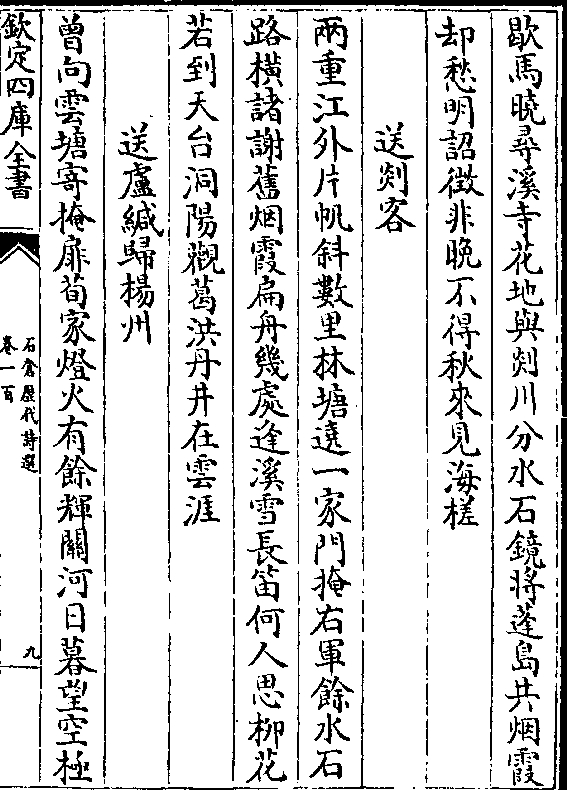 歇馬曉尋溪寺花地與剡川分水石鏡將蓬島共烟霞
却愁明詔徴非晚不得秋來見海槎
送剡客
兩重江外片帆斜數里林塘遶一家門掩右軍餘水石
路橫諸謝舊烟霞扁舟幾處逢溪雪長笛何人思柳花
若到天台洞陽觀葛洪丹井在雲涯
送盧緘歸揚州
曾向雲塘寄掩扉荀家燈火有餘輝關河日暮望空極
欽定四庫全書
石倉歷代詩選
卷一百
九